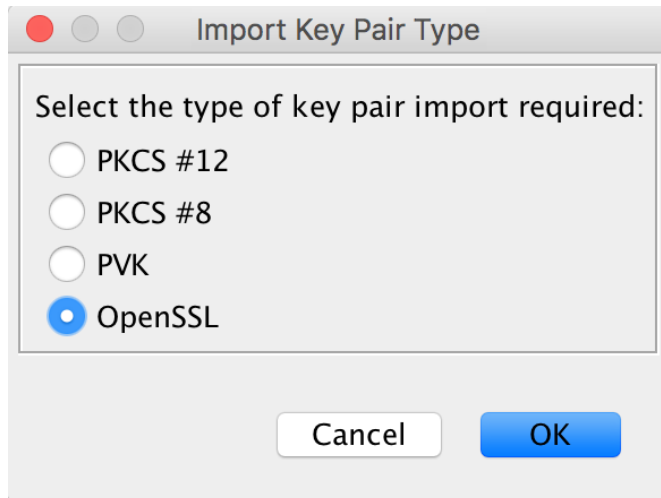 Import Key Pair Type
Select the type of key pair import required:
PKCS #12
PKCS #8
PVK
OpenSSL
Cancel OK